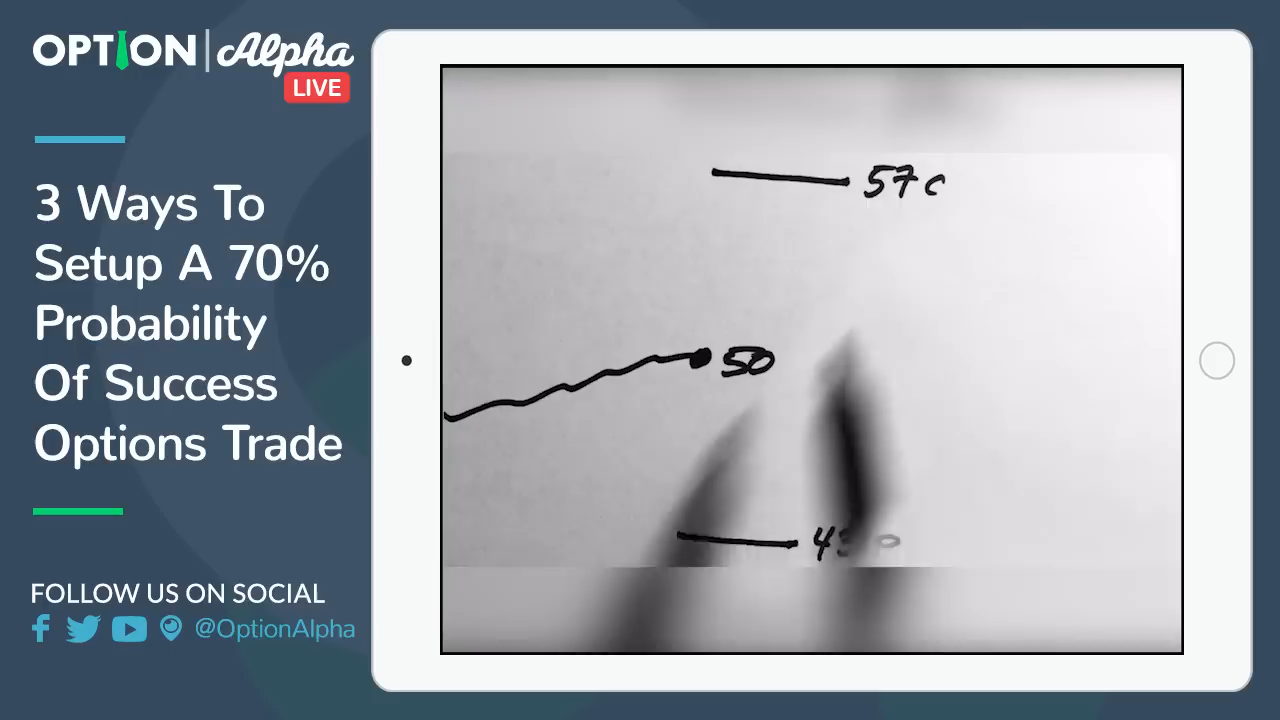 OPTION | Alpha
LIVE
3 Ways To
Setup A 70%
Probability
Of Success
Options Trade
FOLLOW US ON SOCIAL
@OptionAlpha
57 c
50